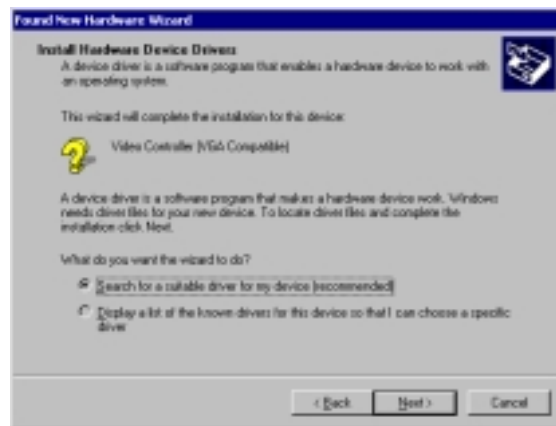 Found New Hardware Wizard
Install Hardware Device Drivers
A device driver is a software program that enables a hardware device to work with
an operating system.
This wizard will complete the installation for this device:
Video Controller (VGA Compatible)
A device driver is a software program that makes a hardware device work. Windows
needs driver files for your new device. To locate driver files and complete the
installation click Next.
What do you want the wizard to do?
Search for a suitable driver for my device (recommended)
Display a list of the known drivers for this device so that I can choose a specific
driver
< Back Next > Cancel